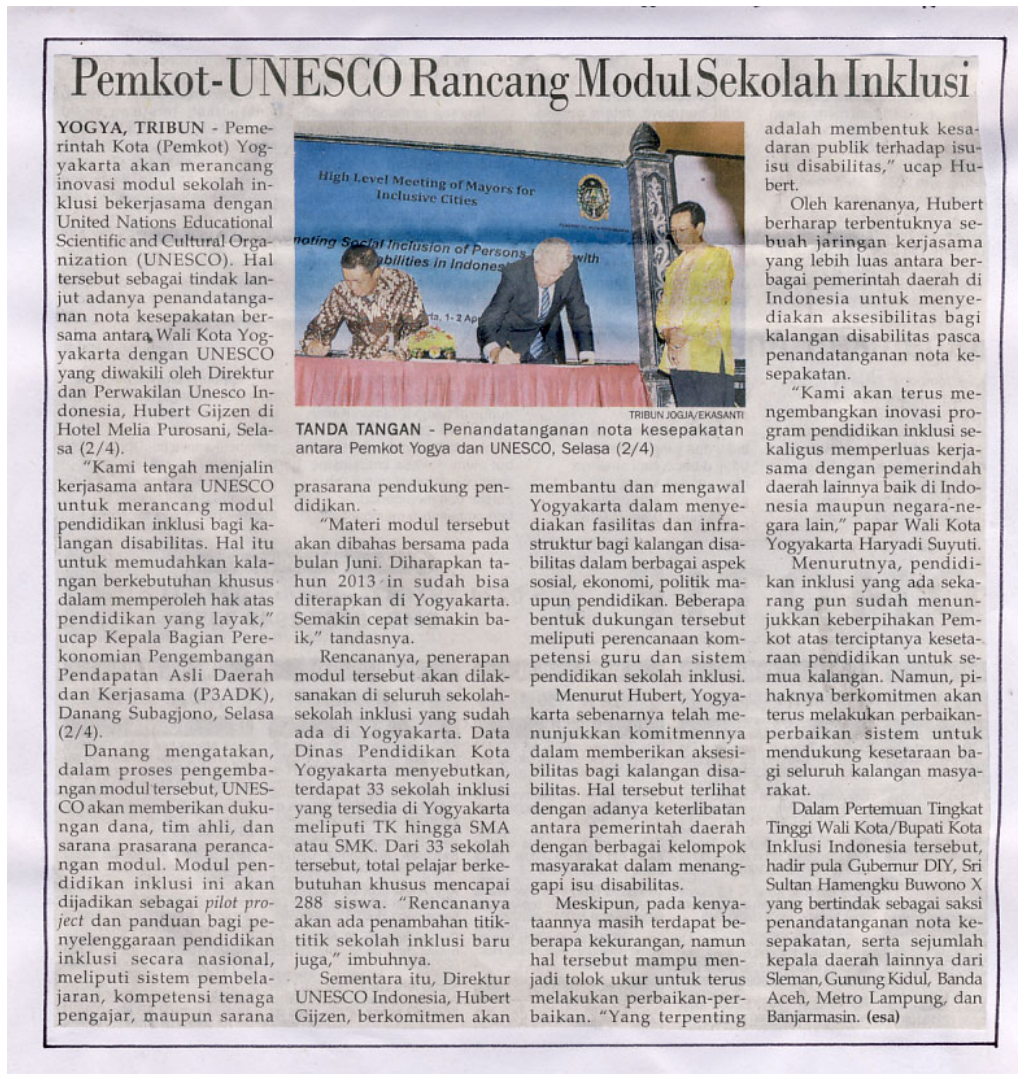 Pemkot-UNESCO Rancang Modul Sekolah Inklusi
YOGYA, TRIBUN - Peme-
rintah Kota (Pemkot) Yog-
yakarta akan merancang
inovasi modul sekolah in-
klusi bekerjasama dengan
United Nations Educational
Scientific and Cultural Orga-
nization (UNESCO). Hal
tersebut sebagai tindak lan-
jut adanya penandatanga-
nan nota kesepakatan ber-
sama antara Wali Kota Yog-
yakarta dengan UNESCO
yang diwakili oleh Direktur
dan Perwakilan Unesco In-
donesia, Hubert Gijzen di
Hotel Melia Purosani, Sela-
sa (2/4).
"Kami tengah menjalin
kerjasama antara UNESCO
untuk merancang modul
pendidikan inklusi bagi ka-
langan disabilitas. Hal itu
untuk memudahkan kala-
ngan berkebutuhan khusus
dalam memperoleh hak atas
pendidikan yang layak,"
ucap Kepala Bagian Pere-
konomian Pengembangan
Pendapatan Asli Daerah
dan Kerjasama (P3ADK),
Danang Subagjono, Selasa
(2/4).
Danang mengatakan,
dalam proses pengemba-
ngan modul tersebut, UNES-
CO akan memberikan duku-
ngan dana, tim ahli, dan
sarana prasarana peranca-
ngan modul. Modul pen-
didikan inklusi ini akan
dijadikan sebagai pilot pro-
ject dan panduan bagi pe-
nyelenggaraan pendidikan
inklusi secara nasional,
meliputi sistem pembela-
jaran, kompetensi tenaga
pengajar, maupun sarana
High Level Meeting of Mayors for
Inclusive Cities
noting Social Inclusion of Persons with
abilities in Indones
ta, 1- 2 Apr
TRIBUN JOGJA/EKASANTI
TANDA TANGAN - Penandatanganan nota kesepakatan
antara Pemkot Yogya dan UNESCO, Selasa (2/4)
prasarana pendukung pen-
didikan.
"Materi modul tersebut
akan dibahas bersama pada
bulan Juni. Diharapkan ta-
hun 2013 in sudah bisa
diterapkan di Yogyakarta.
Semakin cepat semakin ba-
ik," tandasnya.
Rencananya, penerapan
modul tersebut akan dilak-
sanakan di seluruh sekolah-
sekolah inklusi yang sudah
ada di Yogyakarta. Data
Dinas Pendidikan Kota
Yogyakarta menyebutkan,
terdapat 33 sekolah inklusi
yang tersedia di Yogyakarta
meliputi TK hingga SMA
atau SMK. Dari 33 sekolah
tersebut, total pelajar berke-
butuhan khusus mencapai
288 siswa. "Rencananya
akan ada penambahan titik-
titik sekolah inklusi baru
juga," imbuhnya.
Sementara itu, Direktur
UNESCO Indonesia, Hubert
Gijzen, berkomitmen akan
membantu dan mengawal
Yogyakarta dalam menye-
diakan fasilitas dan infra-
struktur bagi kalangan disa-
bilitas dalam berbagai aspek
sosial, ekonomi, politik ma-
upun pendidikan. Beberapa
bentuk dukungan tersebut
meliputi perencanaan kom-
petensi guru dan sistem
pendidikan sekolah inklusi.
Menurut Hubert, Yogya-
karta sebenarnya telah me-
nunjukkan komitmennya
dalam memberikan aksesi-
bilitas bagi kalangan disa-
bilitas. Hal tersebut terlihat
dengan adanya keterlibatan
antara pemerintah daerah
dengan berbagai kelompok
masyarakat dalam menang-
gapi isu disabilitas.
Meskipun, pada kenya-
taannya masih terdapat be-
berapa kekurangan, namun
hal tersebut mampu men-
jadi tolok ukur untuk terus
melakukan perbaikan-per-
baikan. "Yang terpenting
adalah membentuk kesa-
daran publik terhadap isu-
isu disabilitas," ucap Hu-
bert.
Oleh karenanya, Hubert
berharap terbentuknya se-
buah jaringan kerjasama
yang lebih luas antara ber-
bagai pemerintah daerah di
Indonesia untuk menye-
diakan aksesibilitas bagi
kalangan disabilitas pasca
penandatanganan nota ke-
sepakatan.
"Kami akan terus me-
ngembangkan inovasi pro-
gram pendidikan inklusi se-
kaligus memperluas kerja-
sama dengan pemerindah
daerah lainnya baik di Indo-
nesia maupun negara-ne-
gara lain," papar Wali Kota
Yogyakarta Haryadi Suyuti.
Menurutnya, pendidi-
kan inklusi yang ada seka-
rang pun sudah menun-
jukkan keberpihakan Pem-
kot atas terciptanya keseta-
raan pendidikan untuk se-
mua kalangan. Namun, pi-
haknya berkomitmen akan
terus melakukan perbaikan-
perbaikan sistem untuk
mendukung kesetaraan ba-
gi seluruh kalangan masya-
rakat.
Dalam Pertemuan Tingkat
Tinggi Wali Kota/Bupati Kota
Inklusi Indonesia tersebut,
hadir pula Gubernur DIY, Sri
Sultan Hamengku Buwono X
yang bertindak sebagai saksi
penandatanganan nota ke-
sepakatan, serta sejumlah
kepala daerah lainnya dari
Sleman, Gunung Kidul, Banda
Aceh, Metro Lampung, dan
Banjarmasin. (esa)